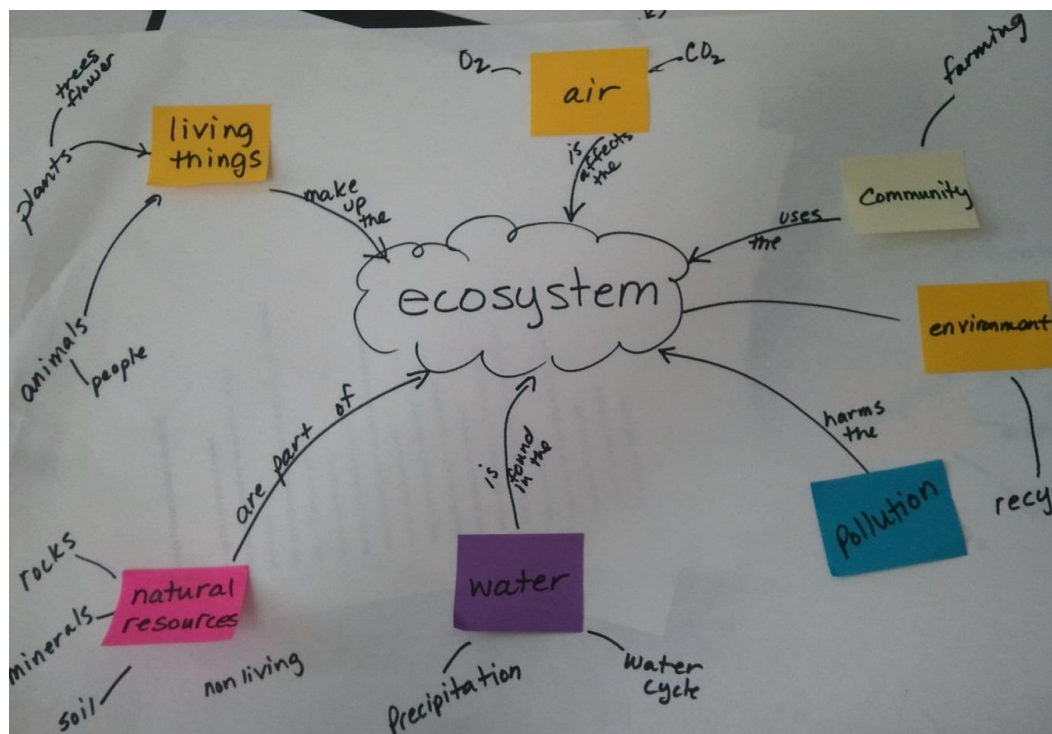 O2
air
CO2
is
affects
the
farming
trees
flower
plants
living
things
make
up
the
Community
uses
the
ecosystem
environment
animals
people
are part of
is
found
in the
harms
the
Pollution
recy
rocks
minerals
soil
natural
resources
non living
water
Precipitation
water
cycle